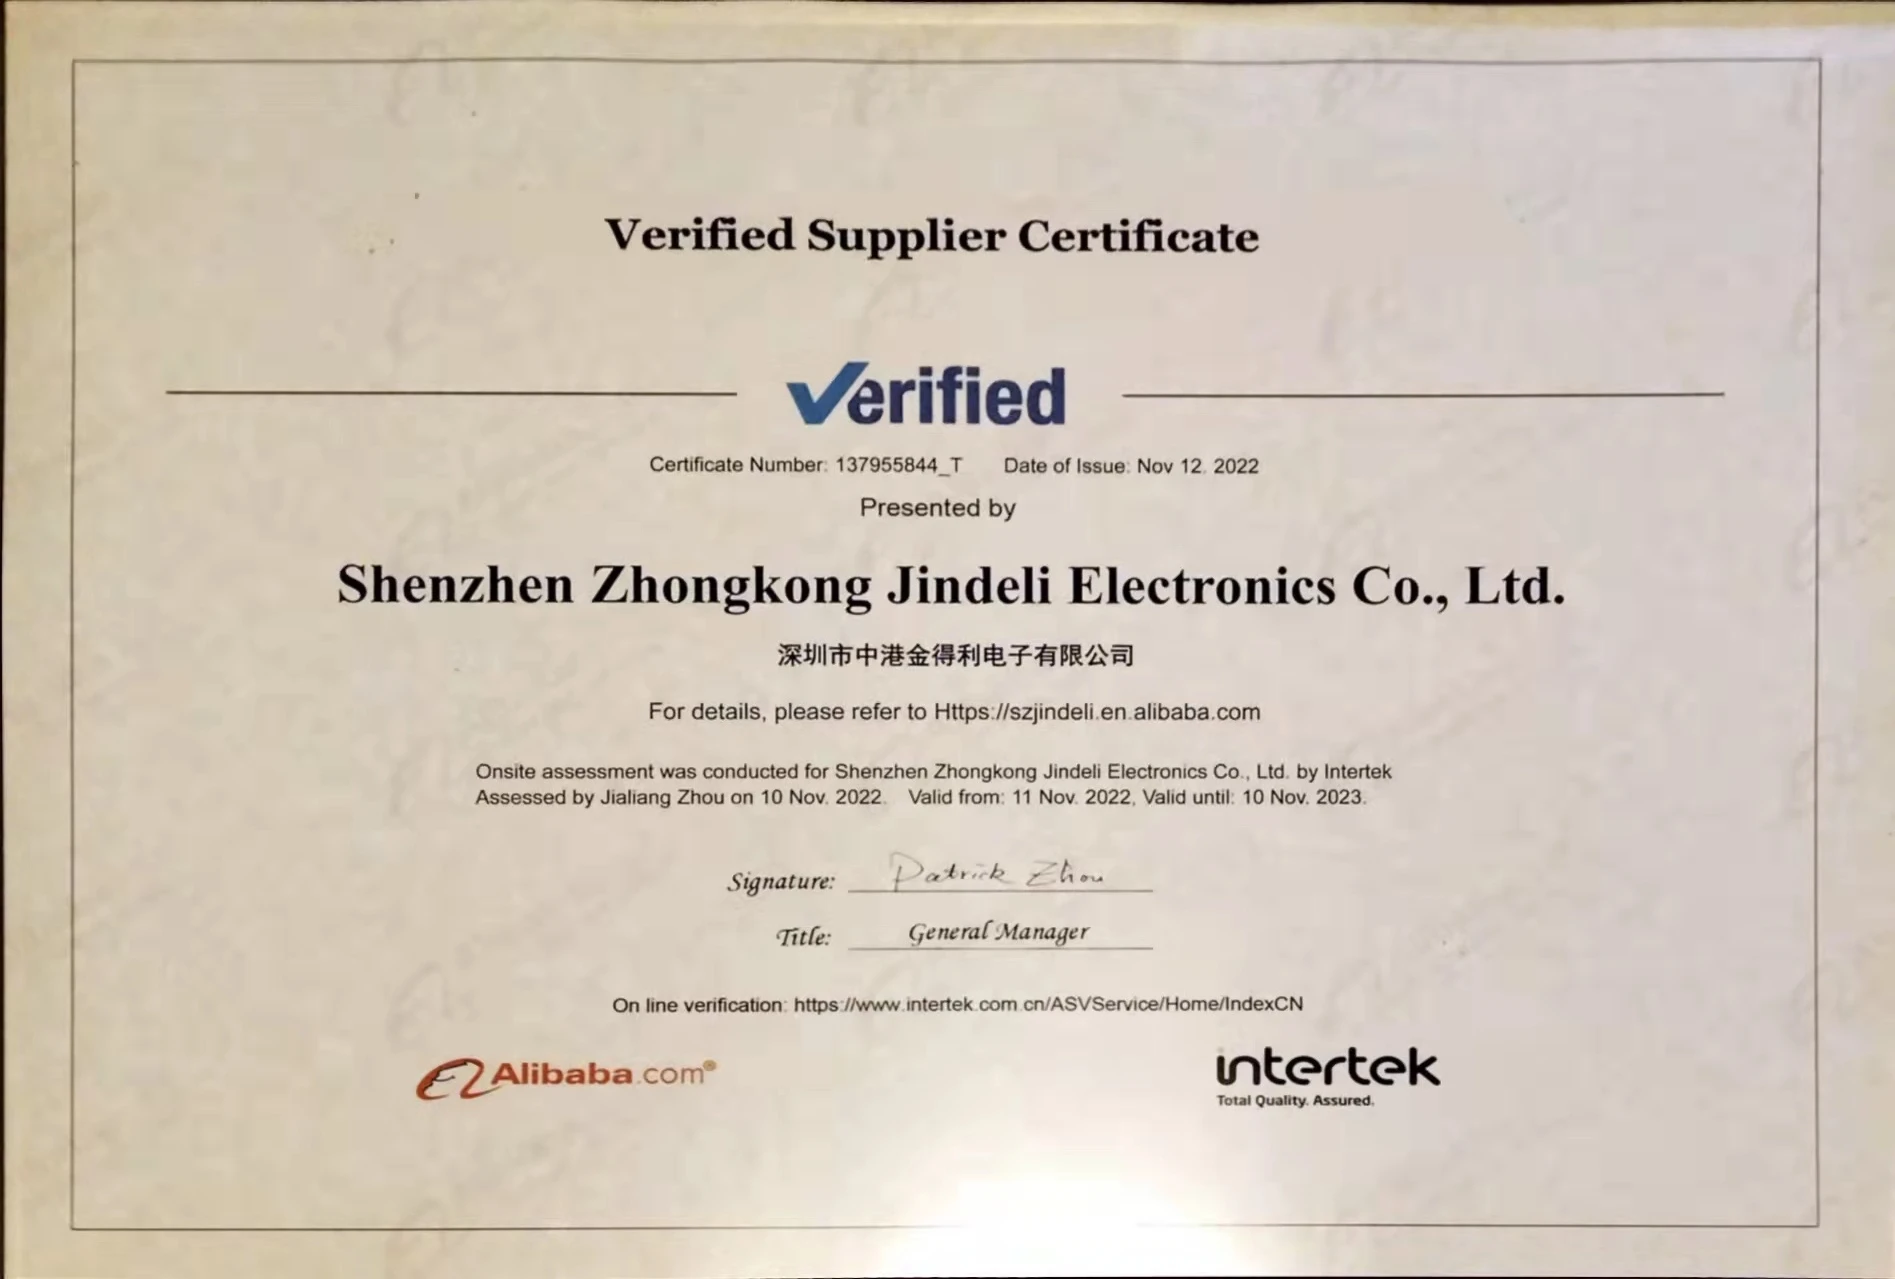 Verified Supplier Certificate
Verified
Certificate Number: 137955844_T Date of Issue: Nov 12. 2022
Presented by
Shenzhen Zhongkong Jindeli Electronics Co., Ltd.
深圳市中港金得利电子有限公司
For details, please refer to Https://szjindeli.en.alibaba.com
Onsite assessment was conducted for Shenzhen Zhongkong Jindeli Electronics Co., Ltd. by Intertek
Assessed by Jialiang Zhou on 10 Nov. 2022. Valid from: 11 Nov. 2022, Valid until: 10 Nov. 2023.
Signature: Patrick Zhou
Title: General Manager
On line verification: https://www.intertek.com.cn/ASVService/Home/IndexCN
Alibaba.com®
intertek
Total Quality. Assured.